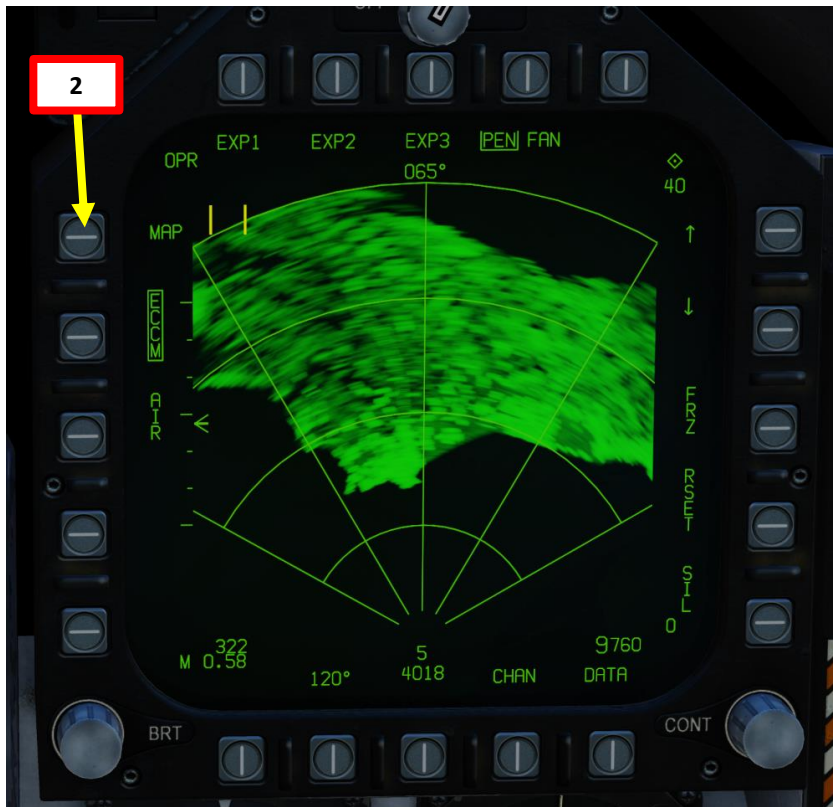 2
EXP1 EXP2 EXP3 PEN FAN
OPR
065°
40
MAP
ECCM
AIR
FRZ
RSET
SIL
0
322
M 0.58
5
4018
9760
120°
CHAN
DATA
BRT
CONT